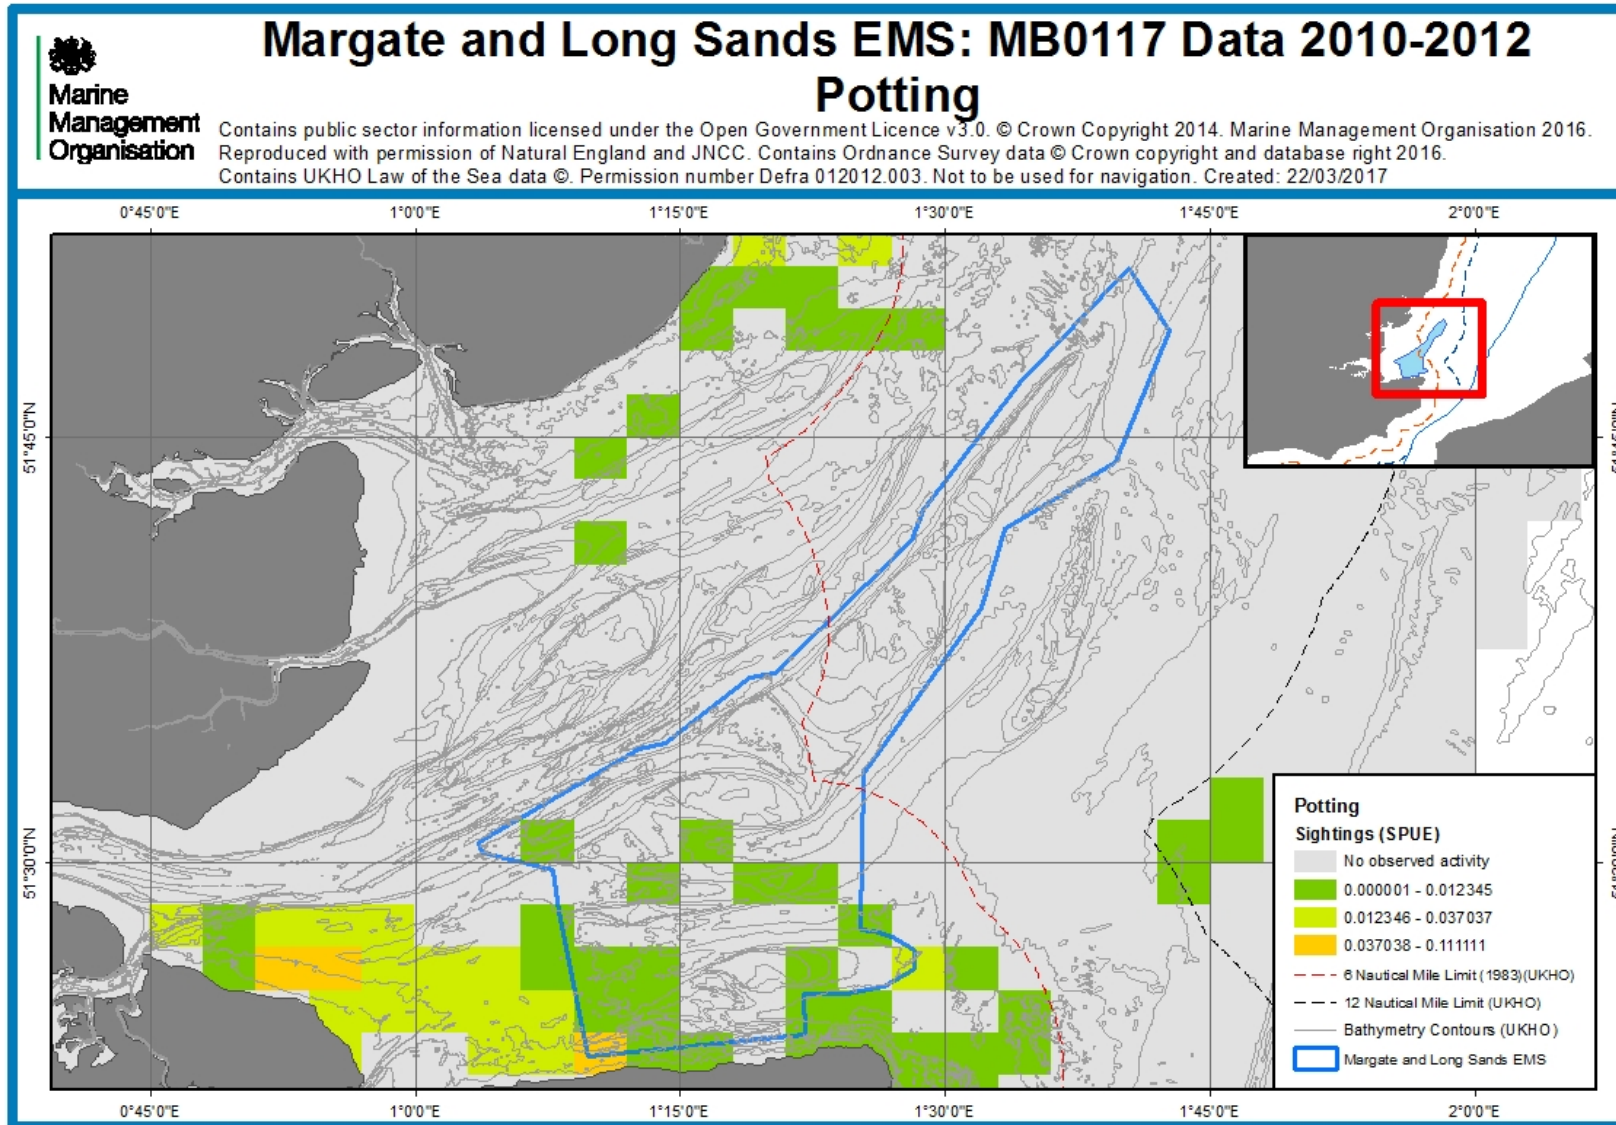 Margate and Long Sands EMS: MB0117 Data 2010-2012
Potting
Marine
Management
Organisation
Contains public sector information licensed under the Open Government Licence v3.0. © Crown Copyright 2014. Marine Management Organisation 2016.
Reproduced with permission of Natural England and JNCC. Contains Ordnance Survey data © Crown copyright and database right 2016.
Contains UKHO Law of the Sea data ©. Permission number Defra 012012.003. Not to be used for navigation. Created: 22/03/2017
0°45'0"E
1°0'0"E
1°15'0"E
1°30'0"E
1°45'0"E
2°0'0"E
51°45'0"N
51°30'0"N
Potting
Sightings (SPUE)
No observed activity
0.000001 - 0.012345
0.012346 - 0.037037
0.037038 - 0.111111
6 Nautical Mile Limit (1983)(UKHO)
12 Nautical Mile Limit (UKHO)
Bathymetry Contours (UKHO)
Margate and Long Sands EMS
0°45'0"E
1°0'0"E
1°15'0"E
1°30'0"E
1°45'0"E
2°0'0"E